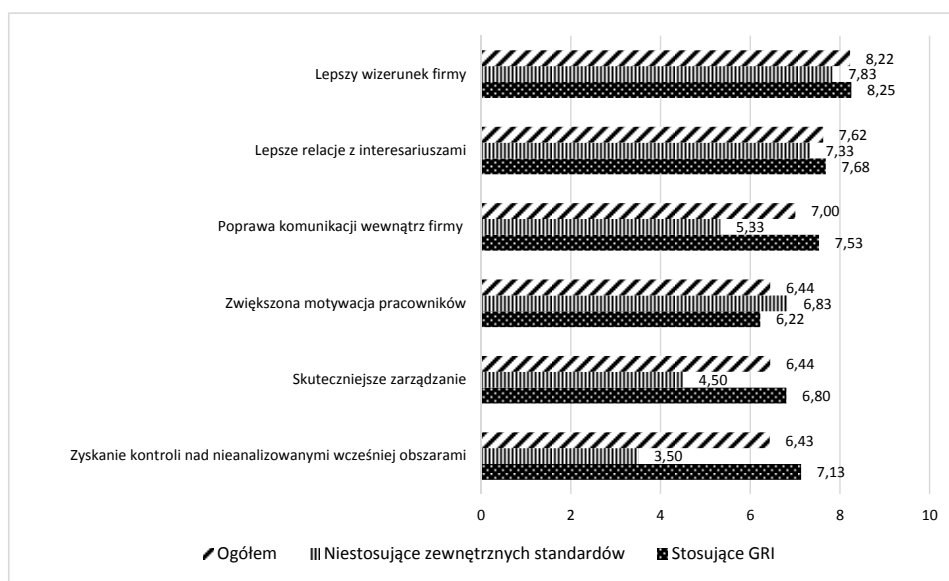 Lepszy wizerunek firmy
8,22
7,83
8,25
Lepsze relacje z interesariuszami
7,62
7,33
7,68
Poprawa komunikacji wewnątrz firmy
7,00
5,33
7,53
Zwiększona motywacja pracowników
6,44
6,83
6,22
Skuteczniejsze zarządzanie
6,44
4,50
6,80
Zyskanie kontroli nad nieanalizowanymi wcześniej obszarami
6,43
3,50
7,13
0 2 4 6 8 10
Ogółem Niestosujące zewnętrznych standardów Stosujące GRI